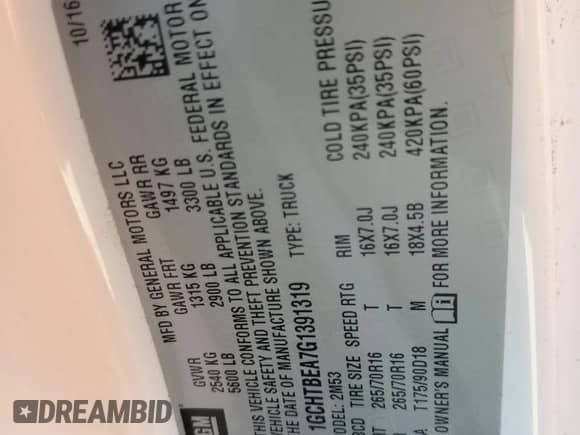 10/16
MFD BY GENERAL MOTORS LLC
GVWR GAWR FRT GAWR RR
2540 KG 1315 KG 1497 KG
5600 LB 2900 LB 3300 LB
THIS VEHICLE CONFORMS TO ALL APPLICABLE U.S. FEDERAL MOTOR
VEHICLE SAFETY AND THEFT PREVENTION STANDARDS IN EFFECT ON
THE DATE OF MANUFACTURE SHOWN ABOVE.
1GCHTBEA7G1391319 TYPE: TRUCK
MODEL: 2M53
TIRE SIZE SPEED RTG RIM COLD TIRE PRESSU
265/70R16 T 16X7.0J 240KPA(35PSI)
265/70R16 T 16X7.0J 240KPA(35PSI)
T175/90D18 M 18X4.5B 420KPA(60PSI)
OWNER'S MANUAL FOR MORE INFORMATION.
GM
DREAMBID